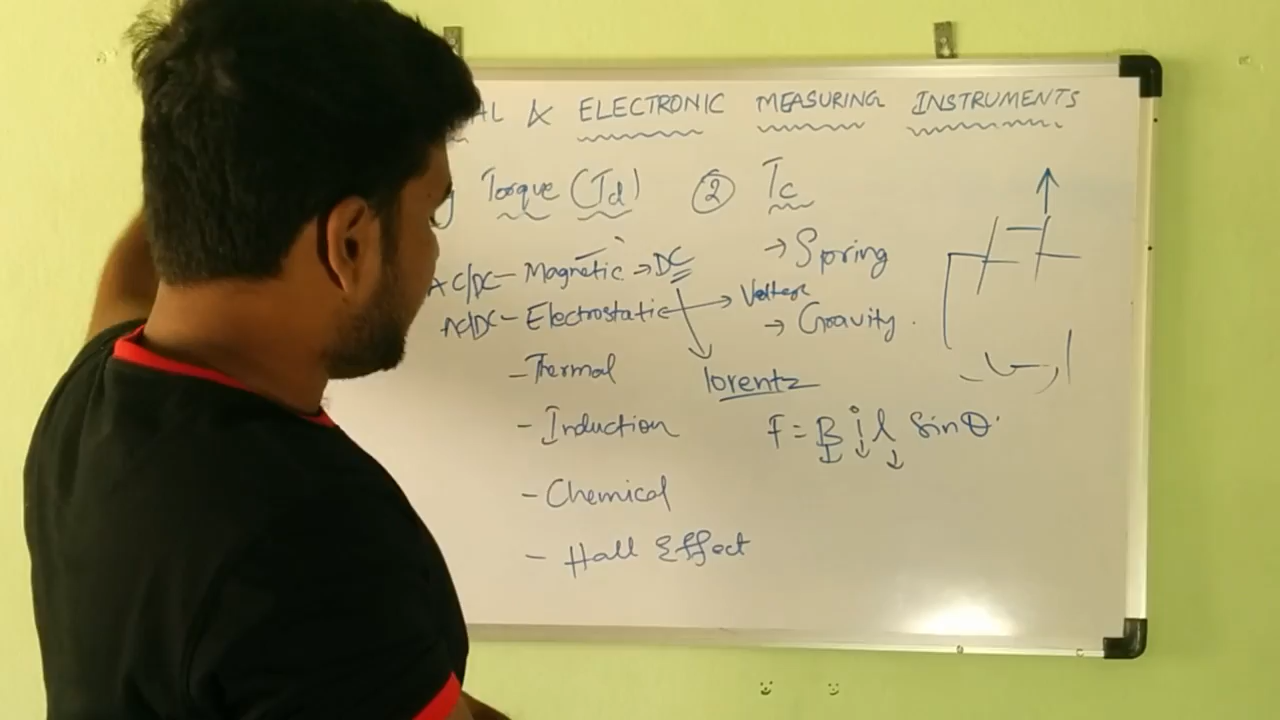 AL & ELECTRONIC MEASURING INSTRUMENTS
g Torque (Td) ② Tc
AC/DC - Magnetic → DC → Spring
AC/DC - Electrostatic → Voltage
→ Gravity.
- Thermal lorentz
- Induction F = B i l Sin θ
- Chemical
- Hall Effect